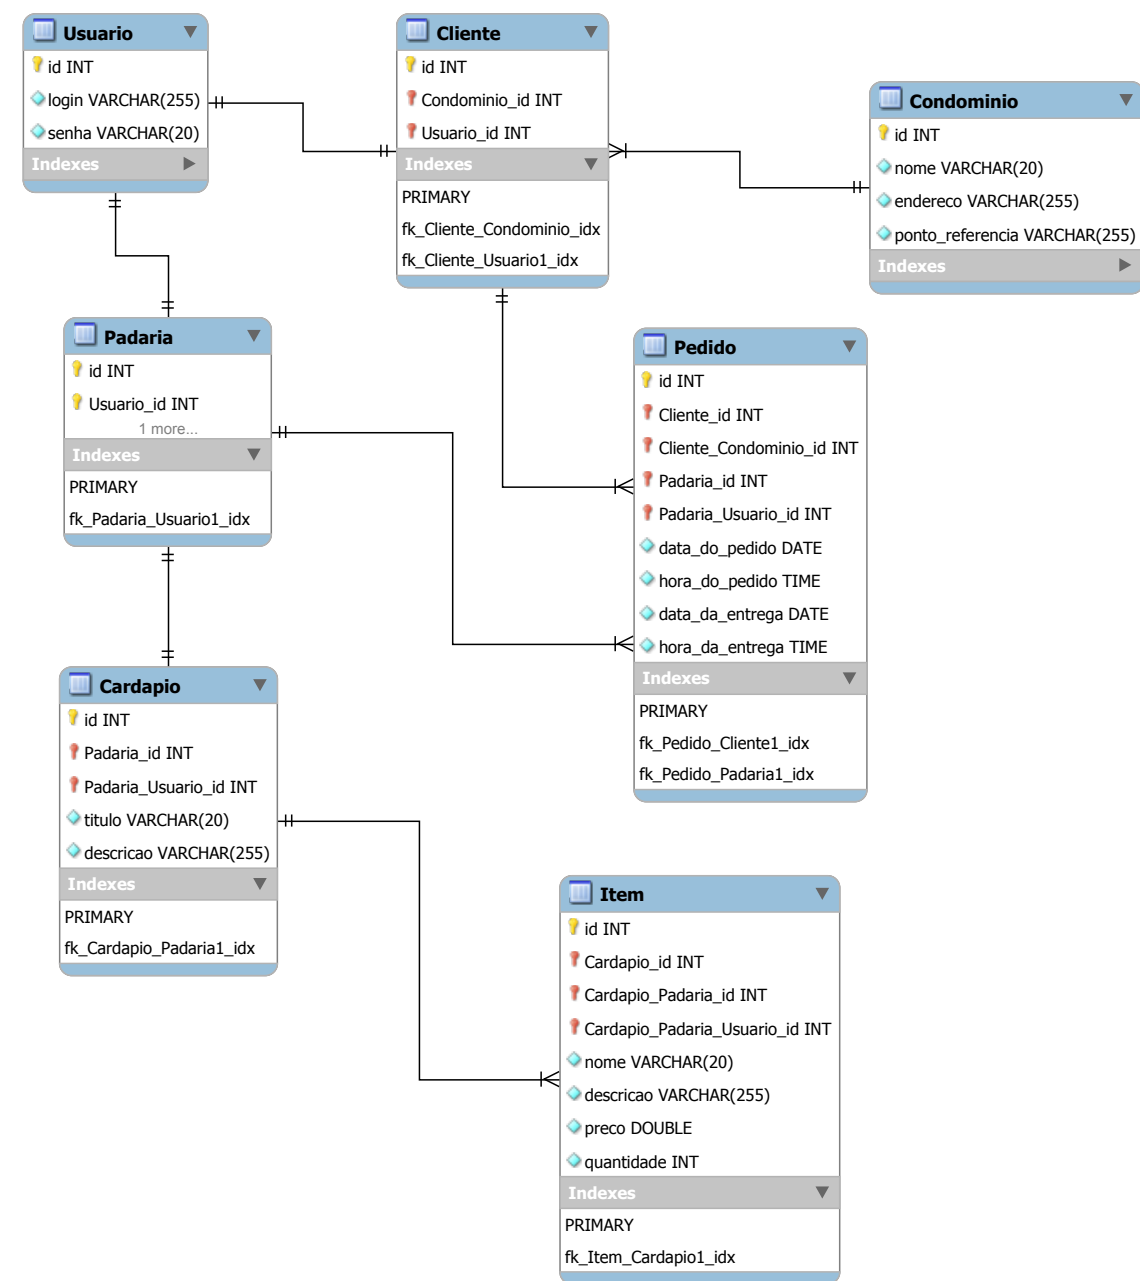 Usuario
id INT
login VARCHAR(255)
senha VARCHAR(20)
Indexes
Cliente
id INT
Condominio_id INT
Usuario_id INT
Indexes
PRIMARY
fk_Cliente_Condominio_idx
fk_Cliente_Usuario1_idx
Condominio
id INT
nome VARCHAR(20)
endereco VARCHAR(255)
ponto_referencia VARCHAR(255)
Indexes
Padaria
id INT
Usuario_id INT
1 more...
Indexes
PRIMARY
fk_Padaria_Usuario1_idx
Pedido
id INT
Cliente_id INT
Cliente_Condominio_id INT
Padaria_id INT
Padaria_Usuario_id INT
data_do_pedido DATE
hora_do_pedido TIME
data_da_entrega DATE
hora_da_entrega TIME
Indexes
PRIMARY
fk_Pedido_Cliente1_idx
fk_Pedido_Padaria1_idx
Cardapio
id INT
Padaria_id INT
Padaria_Usuario_id INT
titulo VARCHAR(20)
descricao VARCHAR(255)
Indexes
PRIMARY
fk_Cardapio_Padaria1_idx
Item
id INT
Cardapio_id INT
Cardapio_Padaria_id INT
Cardapio_Padaria_Usuario_id INT
nome VARCHAR(20)
descricao VARCHAR(255)
preco DOUBLE
quantidade INT
Indexes
PRIMARY
fk_Item_Cardapio1_idx